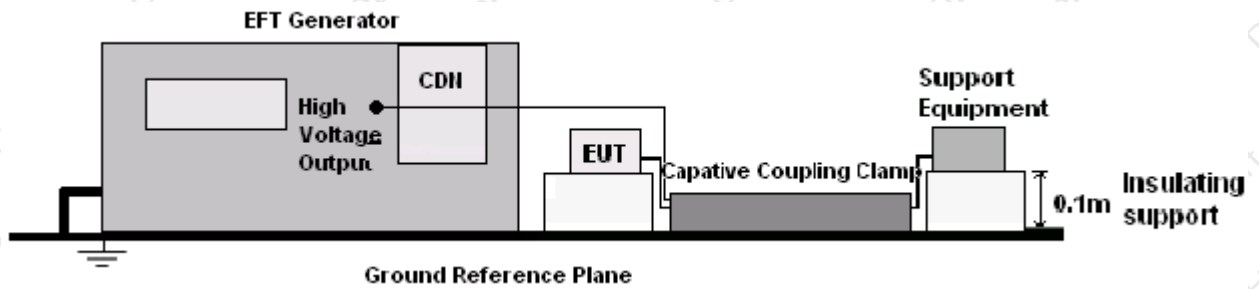 EFT Generator
CDN
High
Voltage
Output
EUT
Capative Coupling Clamp
Support
Equipment
0.1m
Insulating
support
Ground Reference Plane